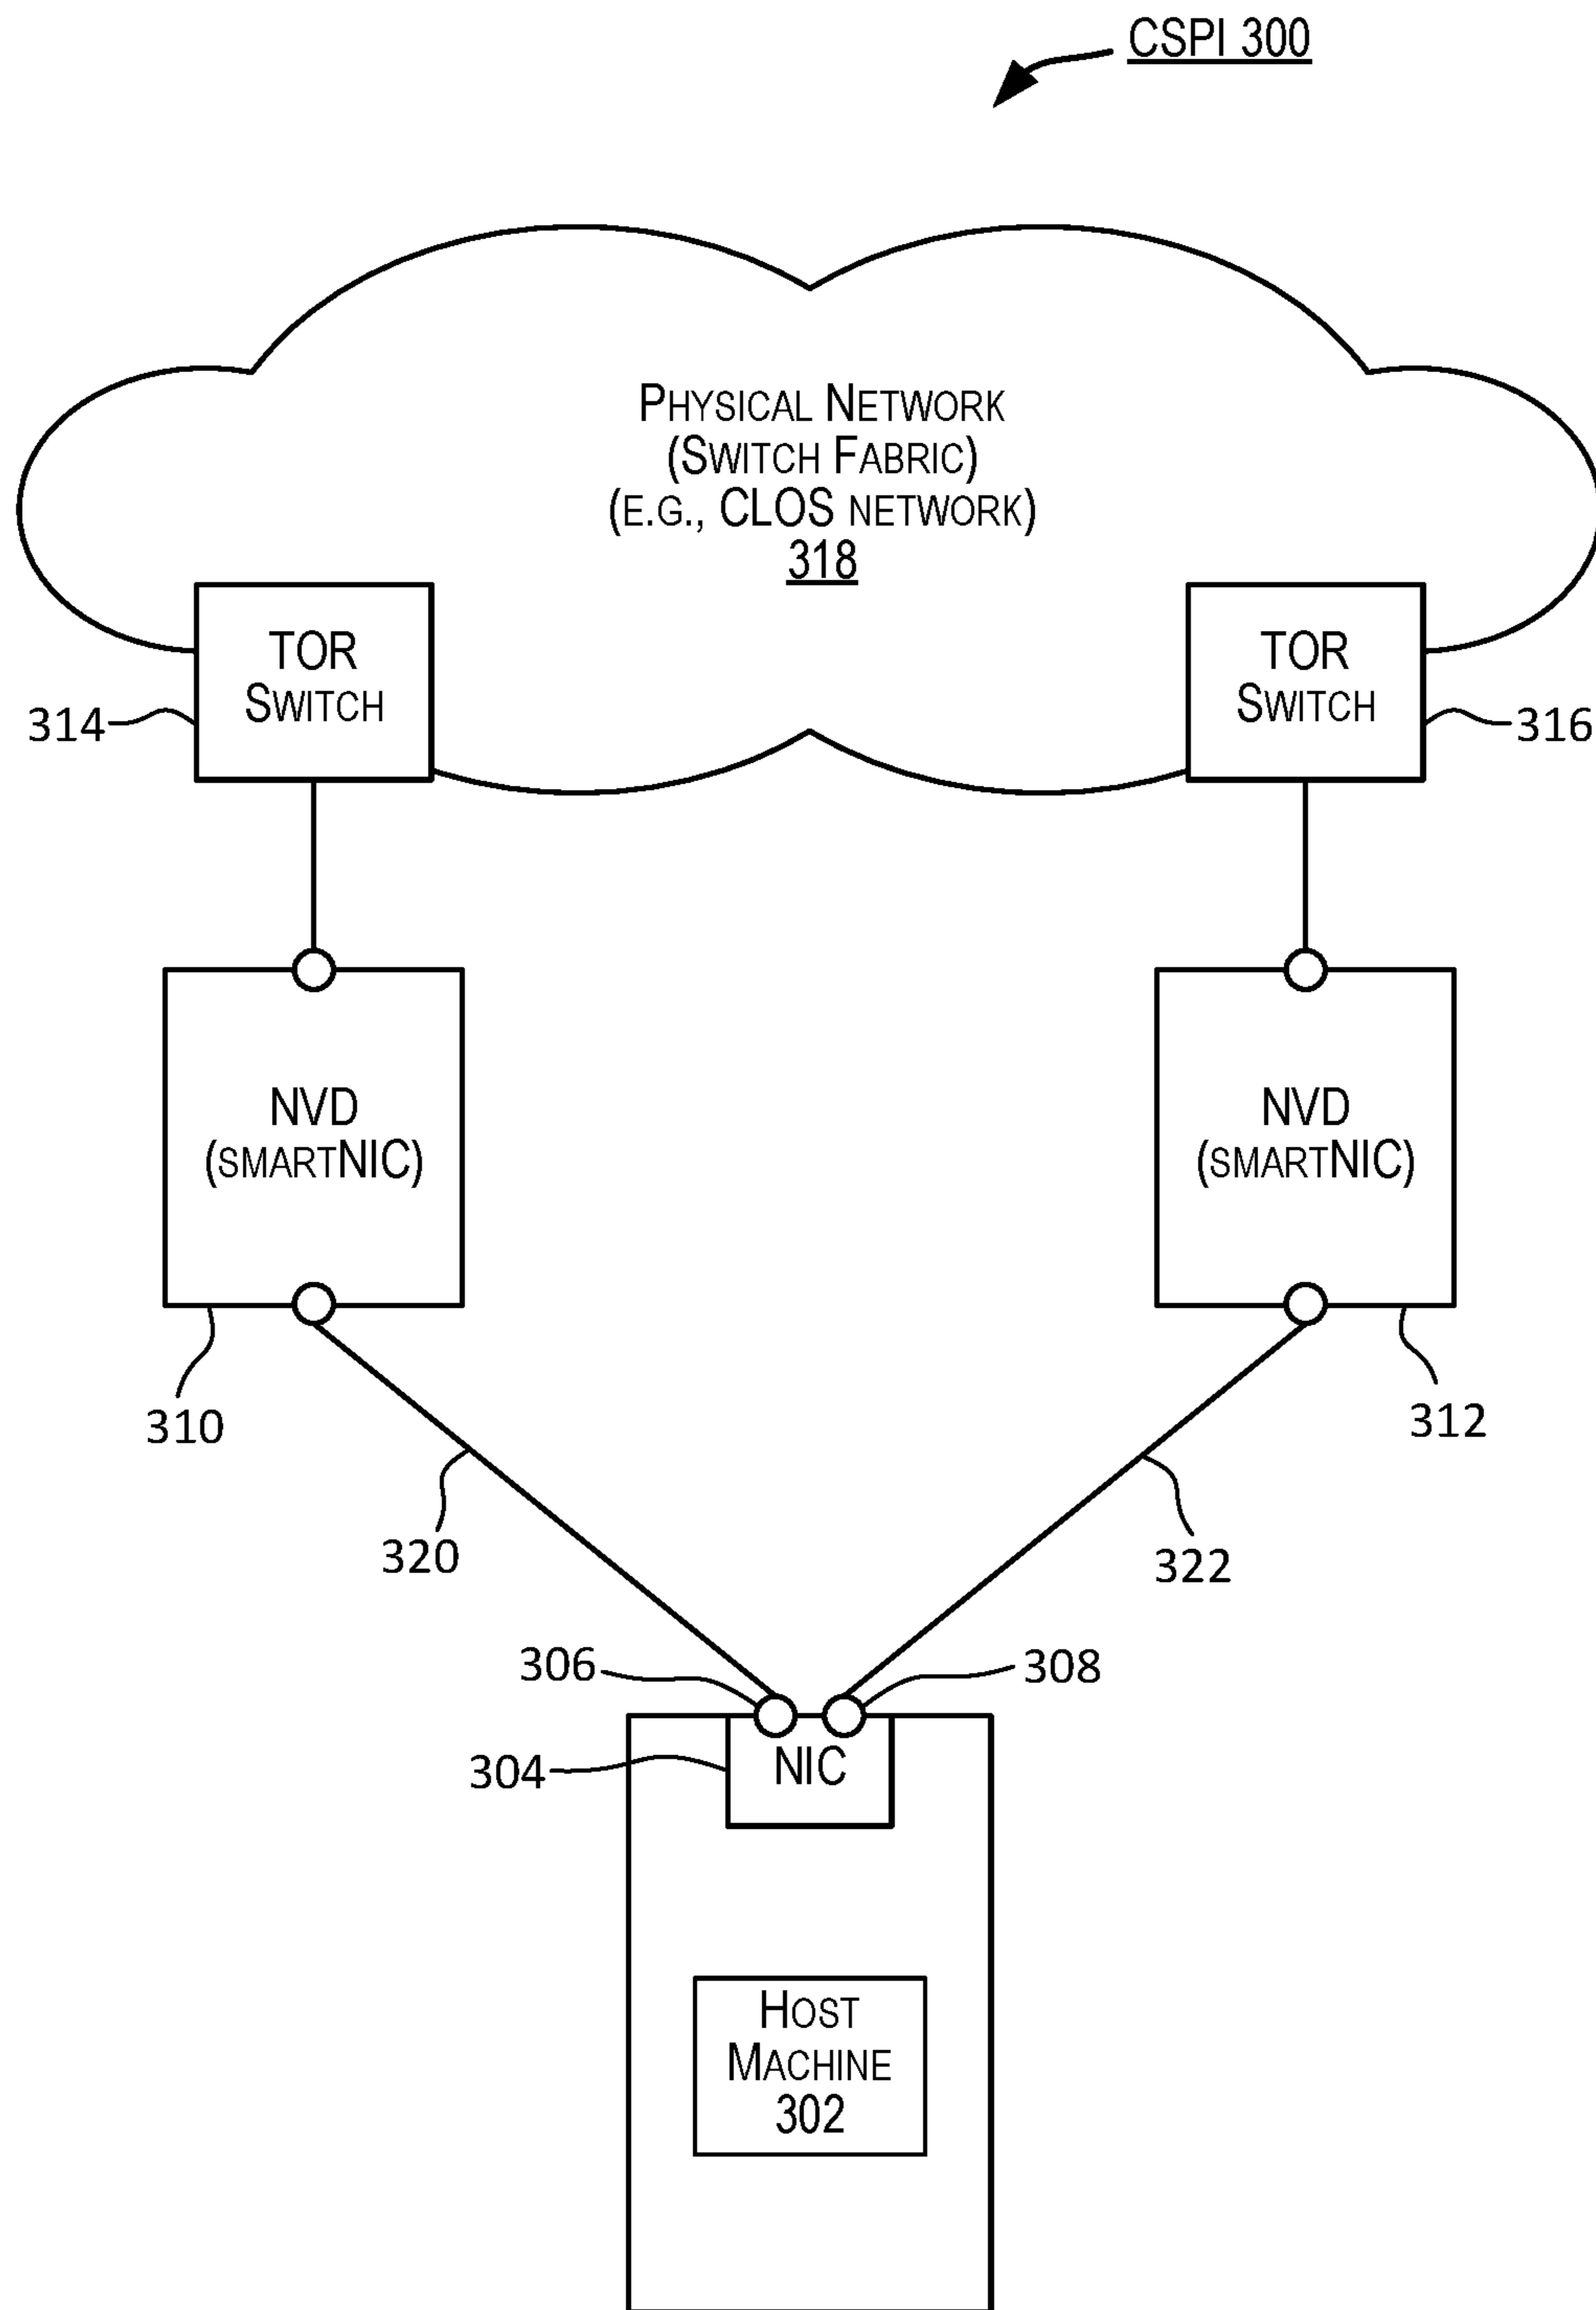 CSPI 300
PHYSICAL NETWORK
(SWITCH FABRIC)
(E.G., CLOS NETWORK)
318
TOR
SWITCH
TOR
SWITCH
314
316
NVD
(SMARTNIC)
NVD
(SMARTNIC)
310
312
320
322
306
308
304
NIC
HOST
MACHINE
302